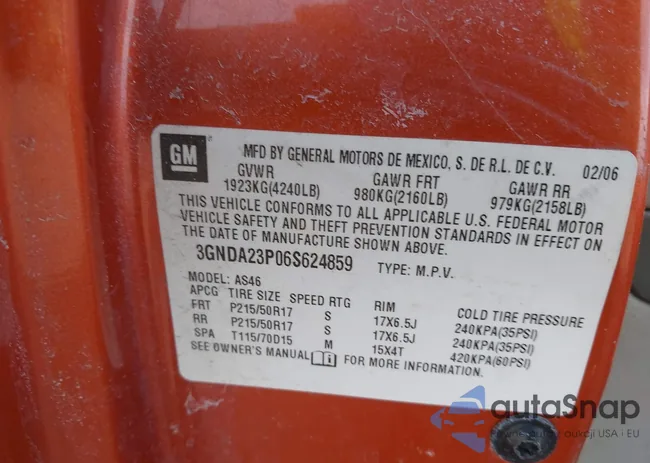 GM
MFD BY GENERAL MOTORS DE MEXICO, S. DE R.L. DE C.V. 02/06
GVWR GAWR FRT GAWR RR
1923KG(4240LB) 980KG(2160LB) 979KG(2158LB)
THIS VEHICLE CONFORMS TO ALL APPLICABLE U.S. FEDERAL MOTOR
VEHICLE SAFETY AND THEFT PREVENTION STANDARDS IN EFFECT ON
THE DATE OF MANUFACTURE SHOWN ABOVE.
3GNDA23P06S624859 TYPE: M.P.V.
MODEL: AS46
APCG TIRE SIZE SPEED RTG RIM COLD TIRE PRESSURE
FRT P215/50R17 S 17X6.5J 240KPA(35PSI)
RR P215/50R17 S 17X6.5J 240KPA(35PSI)
SPA T115/70D15 M 15X4T 420KPA(60PSI)
SEE OWNER'S MANUAL FOR MORE INFORMATION.
autaSnap
aukcji USA · EU